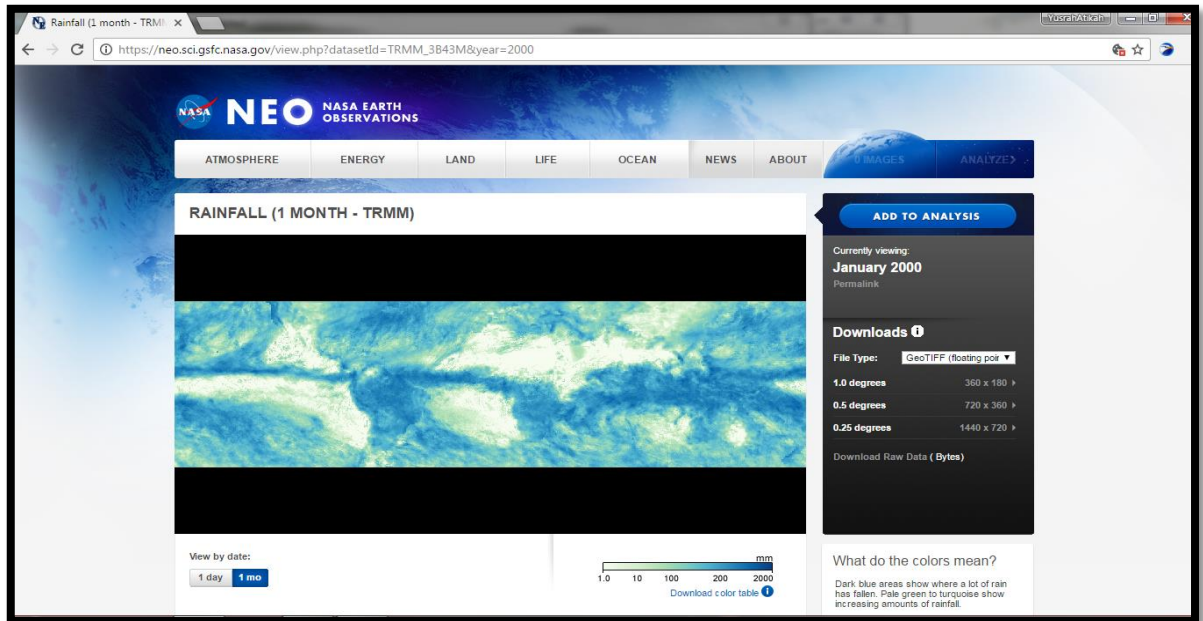 Rainfall (1 month - TRM
YusrahAtikah
https://neo.sci.gsfc.nasa.gov/view.php?datasetId=TRMM_3B43M&year=2000
NASA NEO NASA EARTH
OBSERVATIONS
ATMOSPHERE ENERGY LAND LIFE OCEAN NEWS ABOUT 0 IMAGES ANALYZE>
RAINFALL (1 MONTH - TRMM)
ADD TO ANALYSIS
Currently viewing:
January 2000
Permalink
Downloads i
File Type: GeoTIFF (floating poir
1.0 degrees 360 x 180
0.5 degrees 720 x 360
0.25 degrees 1440 x 720
Download Raw Data ( Bytes)
View by date:
1 day 1 mo
mm
1.0 10 100 200 2000
Download color table i
What do the colors mean?
Dark blue areas show where a lot of rain
has fallen. Pale green to turquoise show
increasing amounts of rainfall.